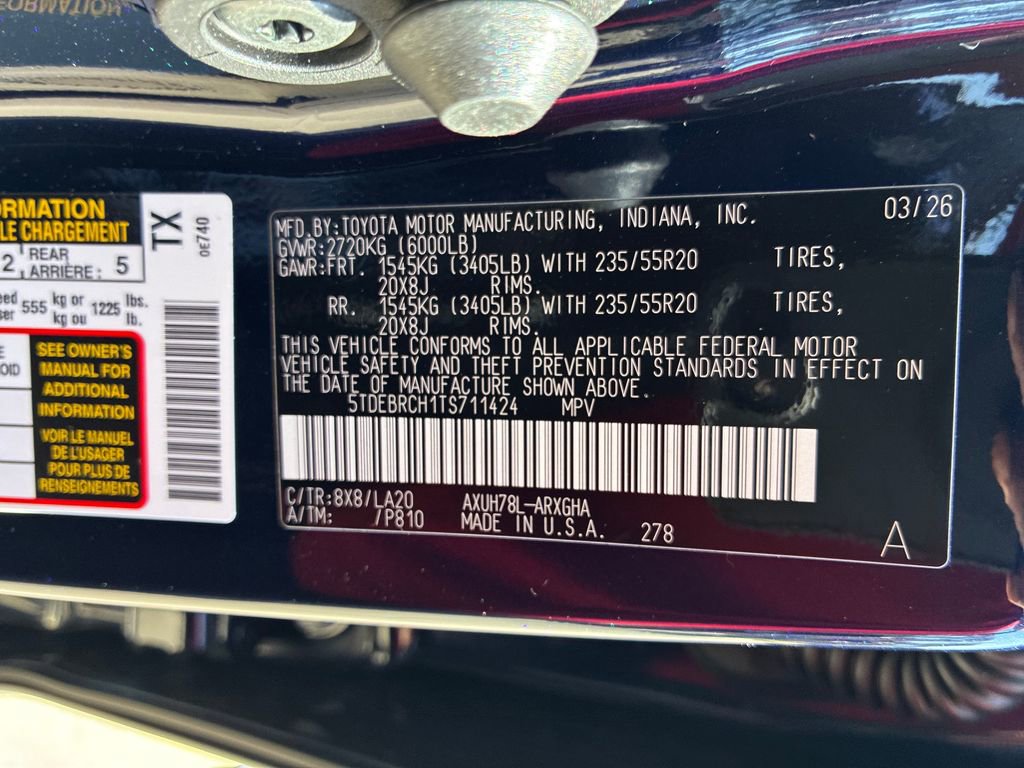 ORMATION
LE CHARGEMENT
2 REAR ARRIÈRE: 5
555 kg or kg ou 1225 lbs. lb.
SEE OWNER'S
MANUAL FOR
ADDITIONAL
INFORMATION
VOIR LE MANUEL
DE L'USAGER
POUR PLUS DE
RENSEIGNEMENTS
TX
0E740
MFD.BY:TOYOTA MOTOR MANUFACTURING, INDIANA, INC. 03/26
GVWR:2720KG (6000LB)
GAWR:FRT. 1545KG (3405LB) WITH 235/55R20 TIRES,
20X8J RIMS.
RR. 1545KG (3405LB) WITH 235/55R20 TIRES,
20X8J RIMS.
THIS VEHICLE CONFORMS TO ALL APPLICABLE FEDERAL MOTOR
VEHICLE SAFETY AND THEFT PREVENTION STANDARDS IN EFFECT ON
THE DATE OF MANUFACTURE SHOWN ABOVE.
5TDEBRCH1TS711424 MPV
C/TR:8X8/LA20 AXUH78L-ARXGHA
A/TM: /P810 MADE IN U.S.A. 278
A